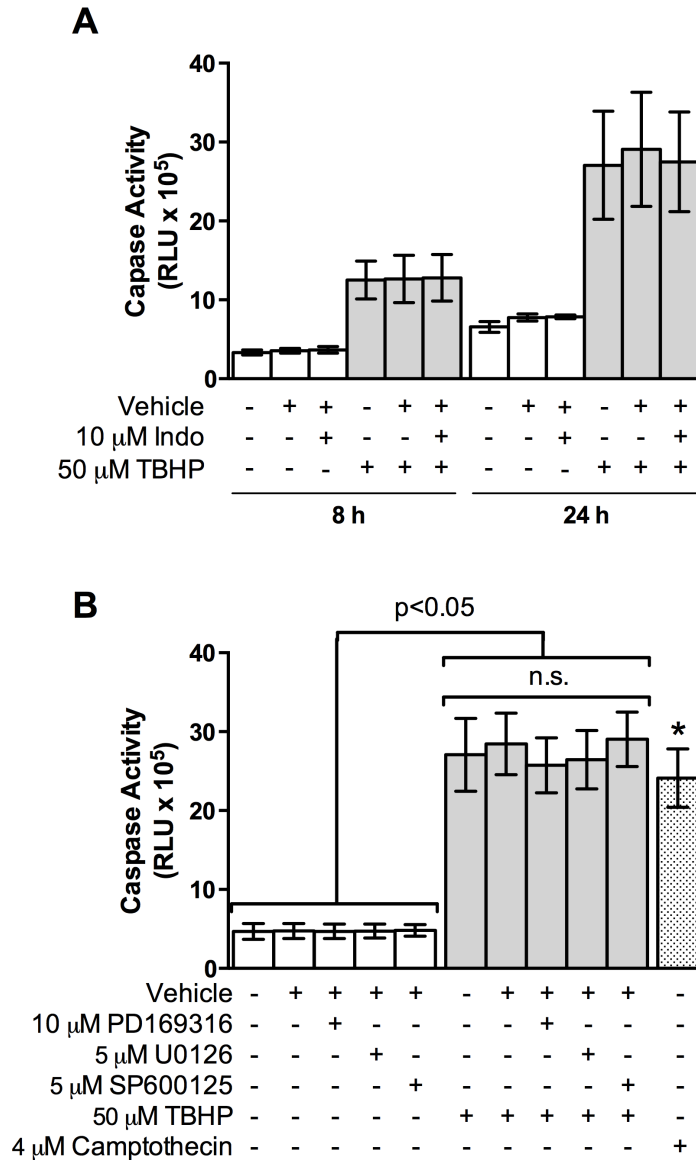 A
Capase Activity
(RLU x 10⁵)
40
30
20
10
0
Vehicle - + + - + + - + + - + +
10 μM Indo - - + - - + - - + - - +
50 μM TBHP - - - + + + - - - + + +
8 h 24 h
B
p<0.05
n.s.
*
Caspase Activity
(RLU x 10⁵)
40
30
20
10
0
Vehicle - + + + + - + + + + -
10 μM PD169316 - - + - - - - + - - -
5 μM U0126 - - - + - - - - + - -
5 μM SP600125 - - - - + - - - - + -
50 μM TBHP - - - - - + + + + + -
4 μM Camptothecin - - - - - - - - - - +